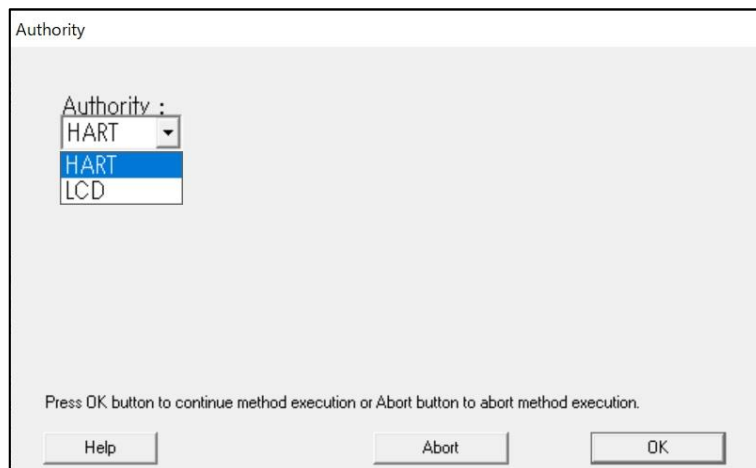 Authority
Authority :
HART
HART
LCD
Press OK button to continue method execution or Abort button to abort method execution.
Help Abort OK